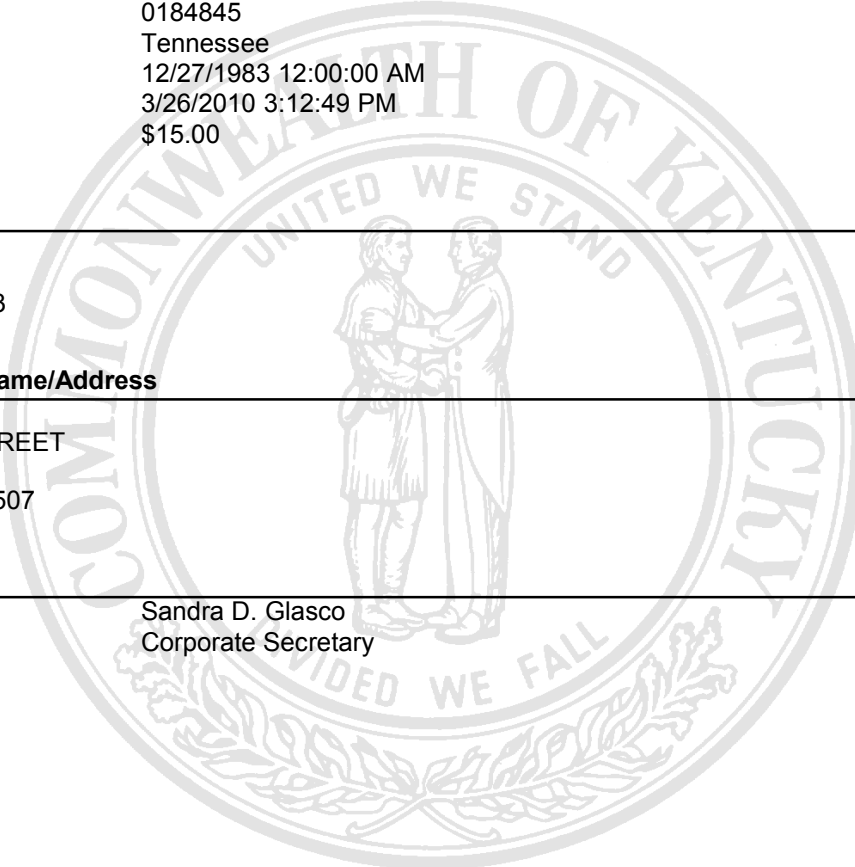 0184845
Tennessee
12/27/1983 12:00:00 AM
3/26/2010 3:12:49 PM
$15.00
COMMONWEALTH OF KENTUCKY
UNITED WE STAND
3
ame/Address
REET
507
Sandra D. Glasco
Corporate Secretary
DIVIDED WE FALL